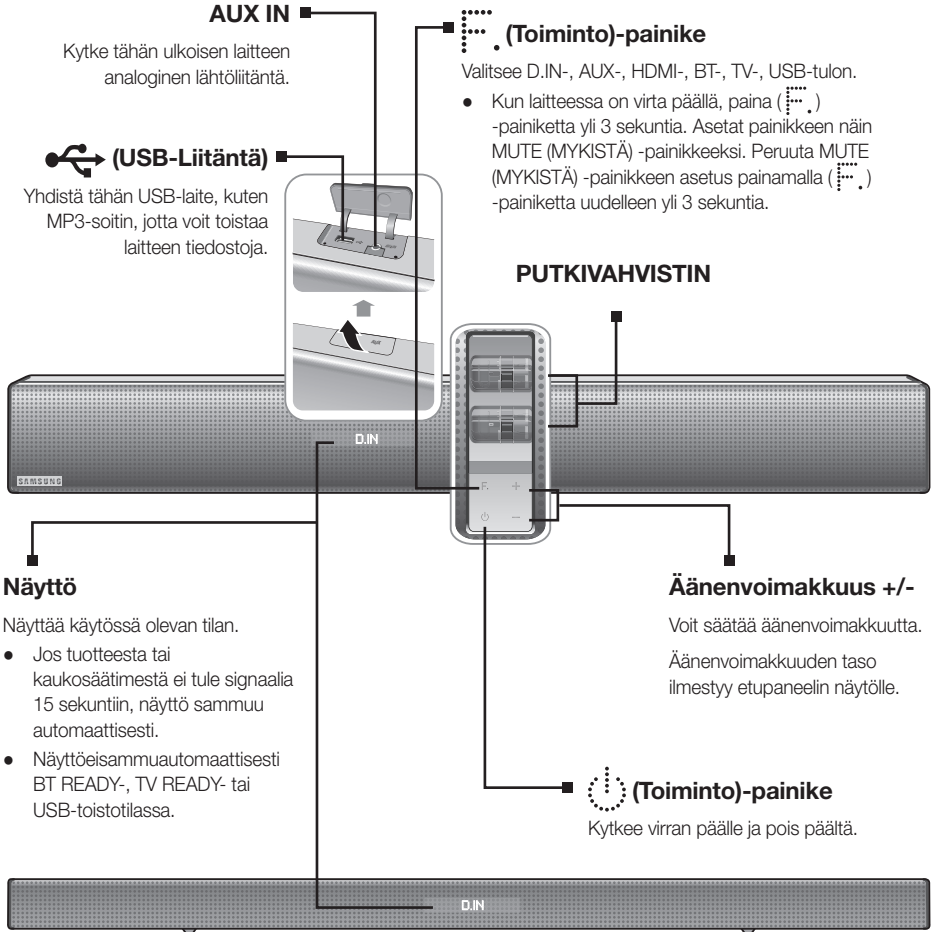 AUX IN
Kytke tähän ulkoisen laitteen
analoginen lähtöliitäntä.
(USB-Liitäntä)
Yhdistä tähän USB-laite, kuten
MP3-soitin, jotta voit toistaa
laitteen tiedostoja.
F. (Toiminto)-painike
Valitsee D.IN-, AUX-, HDMI-, BT-, TV-, USB-tulon.
● Kun laitteessa on virta päällä, paina ( F. )
-painiketta yli 3 sekuntia. Asetat painikkeen näin
MUTE (MYKISTÄ) -painikkeeksi. Peruuta MUTE
(MYKISTÄ) -painikkeen asetus painamalla ( F. )
-painiketta uudelleen yli 3 sekuntia.
PUTKIVAHVISTIN
D.IN
SAMSUNG
F. +
−
Näyttö
Näyttää käytössä olevan tilan.
● Jos tuotteesta tai
kaukosäätimestä ei tule signaalia
15 sekuntiin, näyttö sammuu
automaattisesti.
● Näyttöeisammuautomaattisesti
BT READY-, TV READY- tai
USB-toistotilassa.
Äänenvoimakkuus +/-
Voit säätää äänenvoimakkuutta.
Äänenvoimakkuuden taso
ilmestyy etupaneelin näytölle.
(Toiminto)-painike
Kytkee virran päälle ja pois päältä.
D.IN